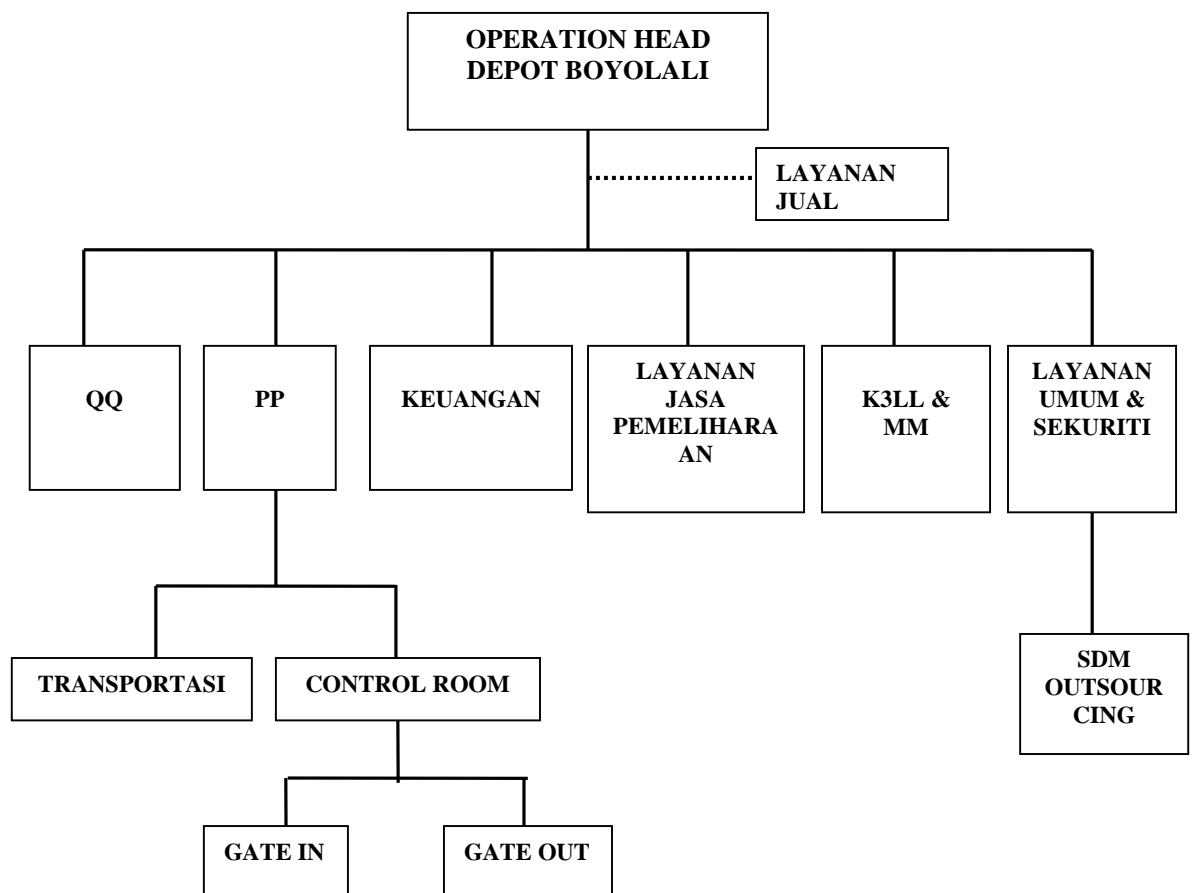 OPERATION HEAD
DEPOT BOYOLALI
LAYANAN
JUAL
QQ
PP
KEUANGAN
LAYANAN
JASA
PEMELIHARA
AN
K3LL &
MM
LAYANAN
UMUM &
SEKURITI
TRANSPORTASI
CONTROL ROOM
SDM
OUTSOUR
CING
GATE IN
GATE OUT